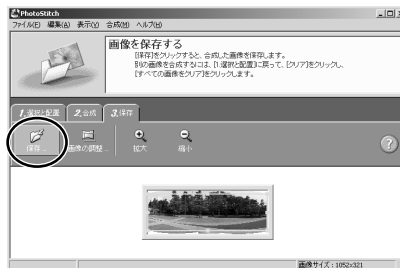 PhotoStitch
ファイル(F) 編集(A) 表示(V) 合成(M) ヘルプ(H)
画像を保存する
[保存]をクリックすると、合成した画像を保存します。
別の画像を合成するには、[1.選択と配置]に戻って、[クリア]をクリックし、
[すべての画像をクリア]をクリックします。
1.選択と配置 2.合成 3.保存
保存... 画像の調整... 拡大 縮小
?
画像サイズ : 1052x321